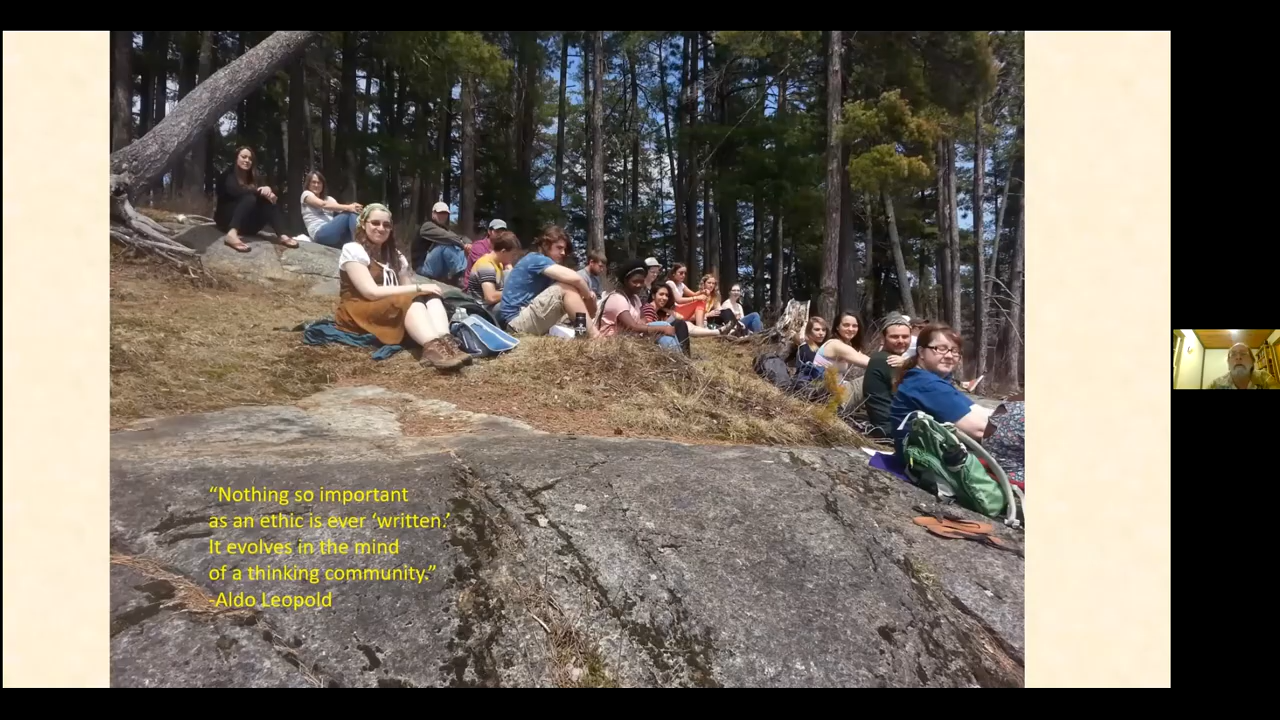 “Nothing so important
as an ethic is ever ‘written.’
It evolves in the mind
of a thinking community.”
-Aldo Leopold